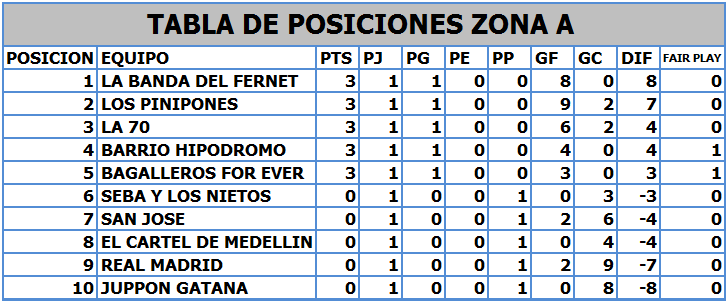 TABLA DE POSICIONES ZONA A
POSICION EQUIPO PTS PJ PG PE PP GF GC DIF FAIR PLAY
1 LA BANDA DEL FERNET 3 1 1 0 0 8 0 8 0
2 LOS PINIPONES 3 1 1 0 0 9 2 7 0
3 LA 70 3 1 1 0 0 6 2 4 0
4 BARRIO HIPODROMO 3 1 1 0 0 4 0 4 1
5 BAGALLEROS FOR EVER 3 1 1 0 0 3 0 3 1
6 SEBA Y LOS NIETOS 0 1 0 0 1 0 3 -3 0
7 SAN JOSE 0 1 0 0 1 2 6 -4 0
8 EL CARTEL DE MEDELLIN 0 1 0 0 1 0 4 -4 0
9 REAL MADRID 0 1 0 0 1 2 9 -7 0
10 JUPPON GATANA 0 1 0 0 1 0 8 -8 0